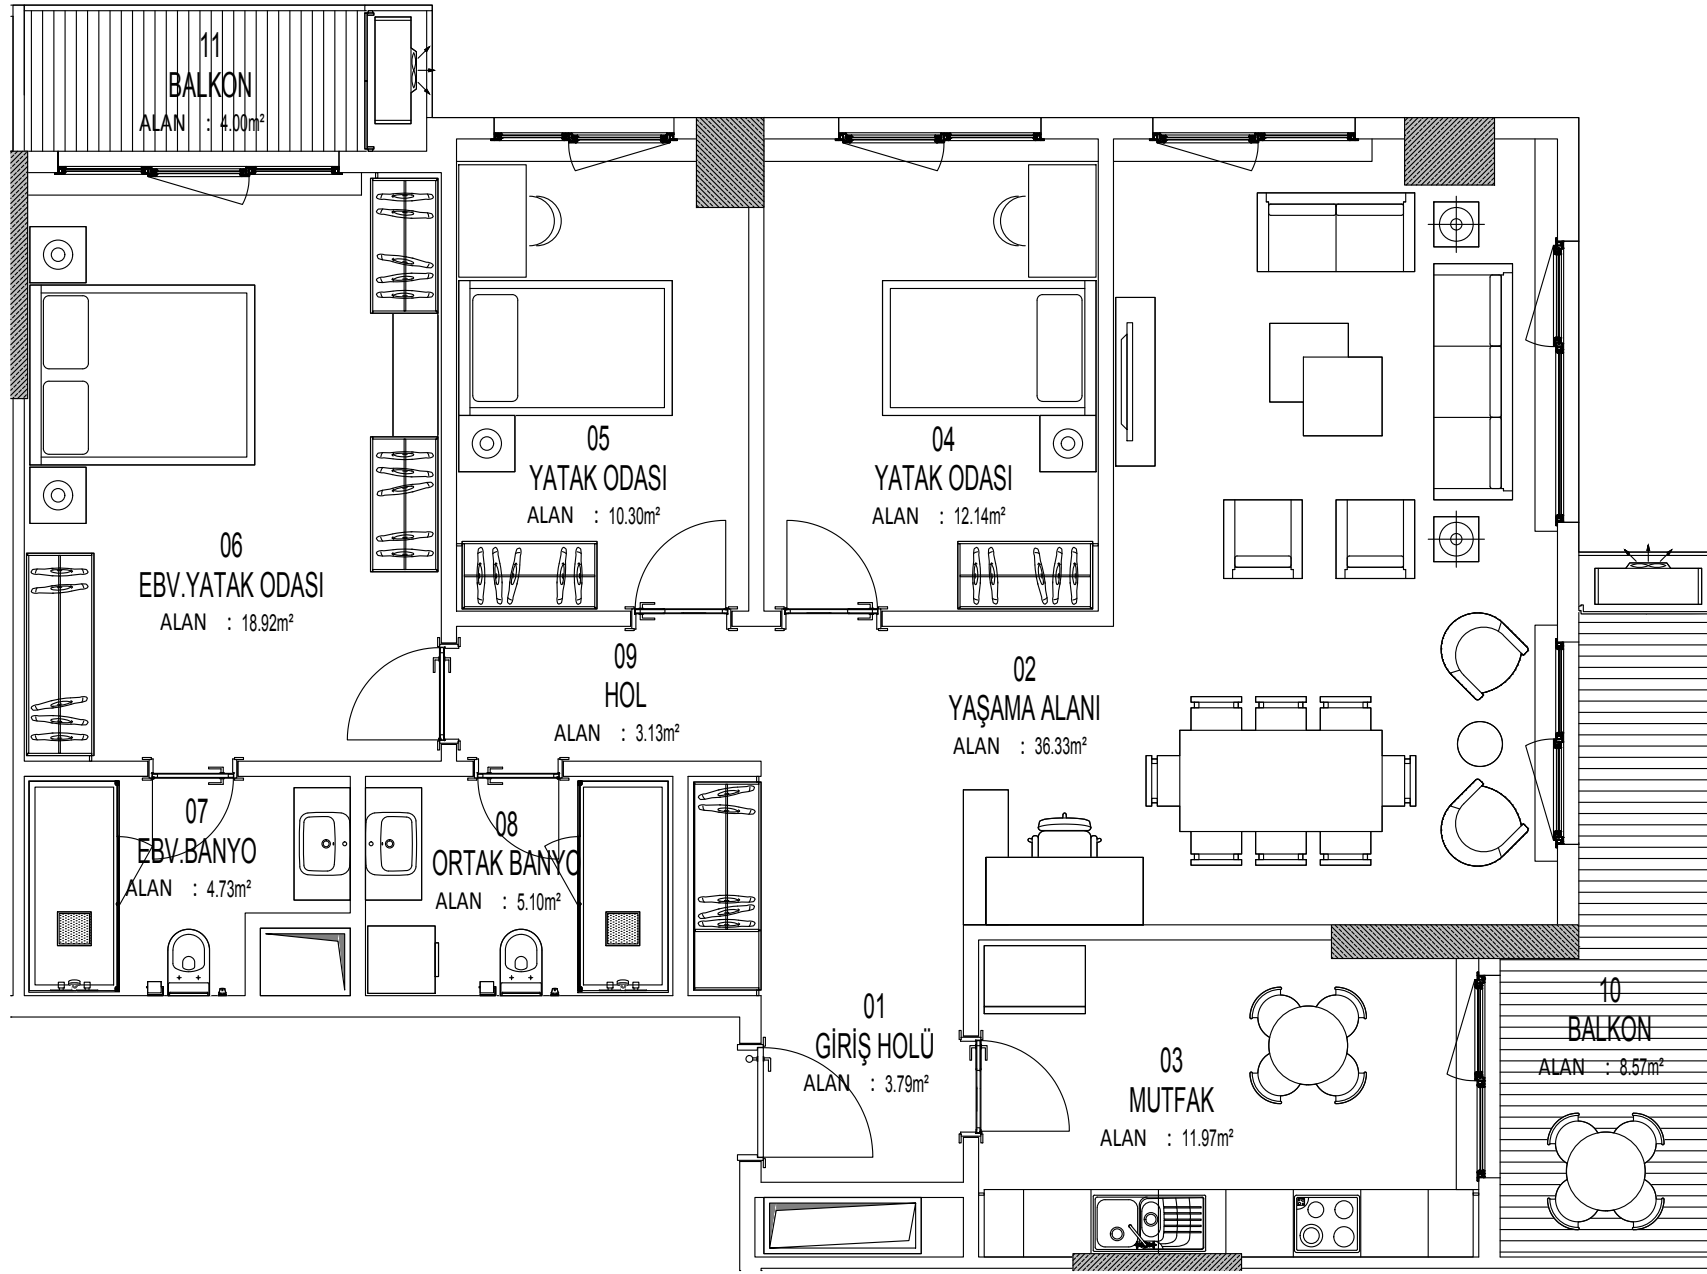 11
BALKON
ALAN : 4.00m²
05
YATAK ODASI
ALAN : 10.30m²
04
YATAK ODASI
ALAN : 12.14m²
06
EBV.YATAK ODASI
ALAN : 18.92m²
09
HOL
ALAN : 3.13m²
02
YAŞAMA ALANI
ALAN : 36.33m²
07
EBV.BANYO
ALAN : 4.73m²
08
ORTAK BANYO
ALAN : 5.10m²
01
GİRİŞ HOLÜ
ALAN : 3.79m²
03
MUTFAK
ALAN : 11.97m²
10
BALKON
ALAN : 8.57m²